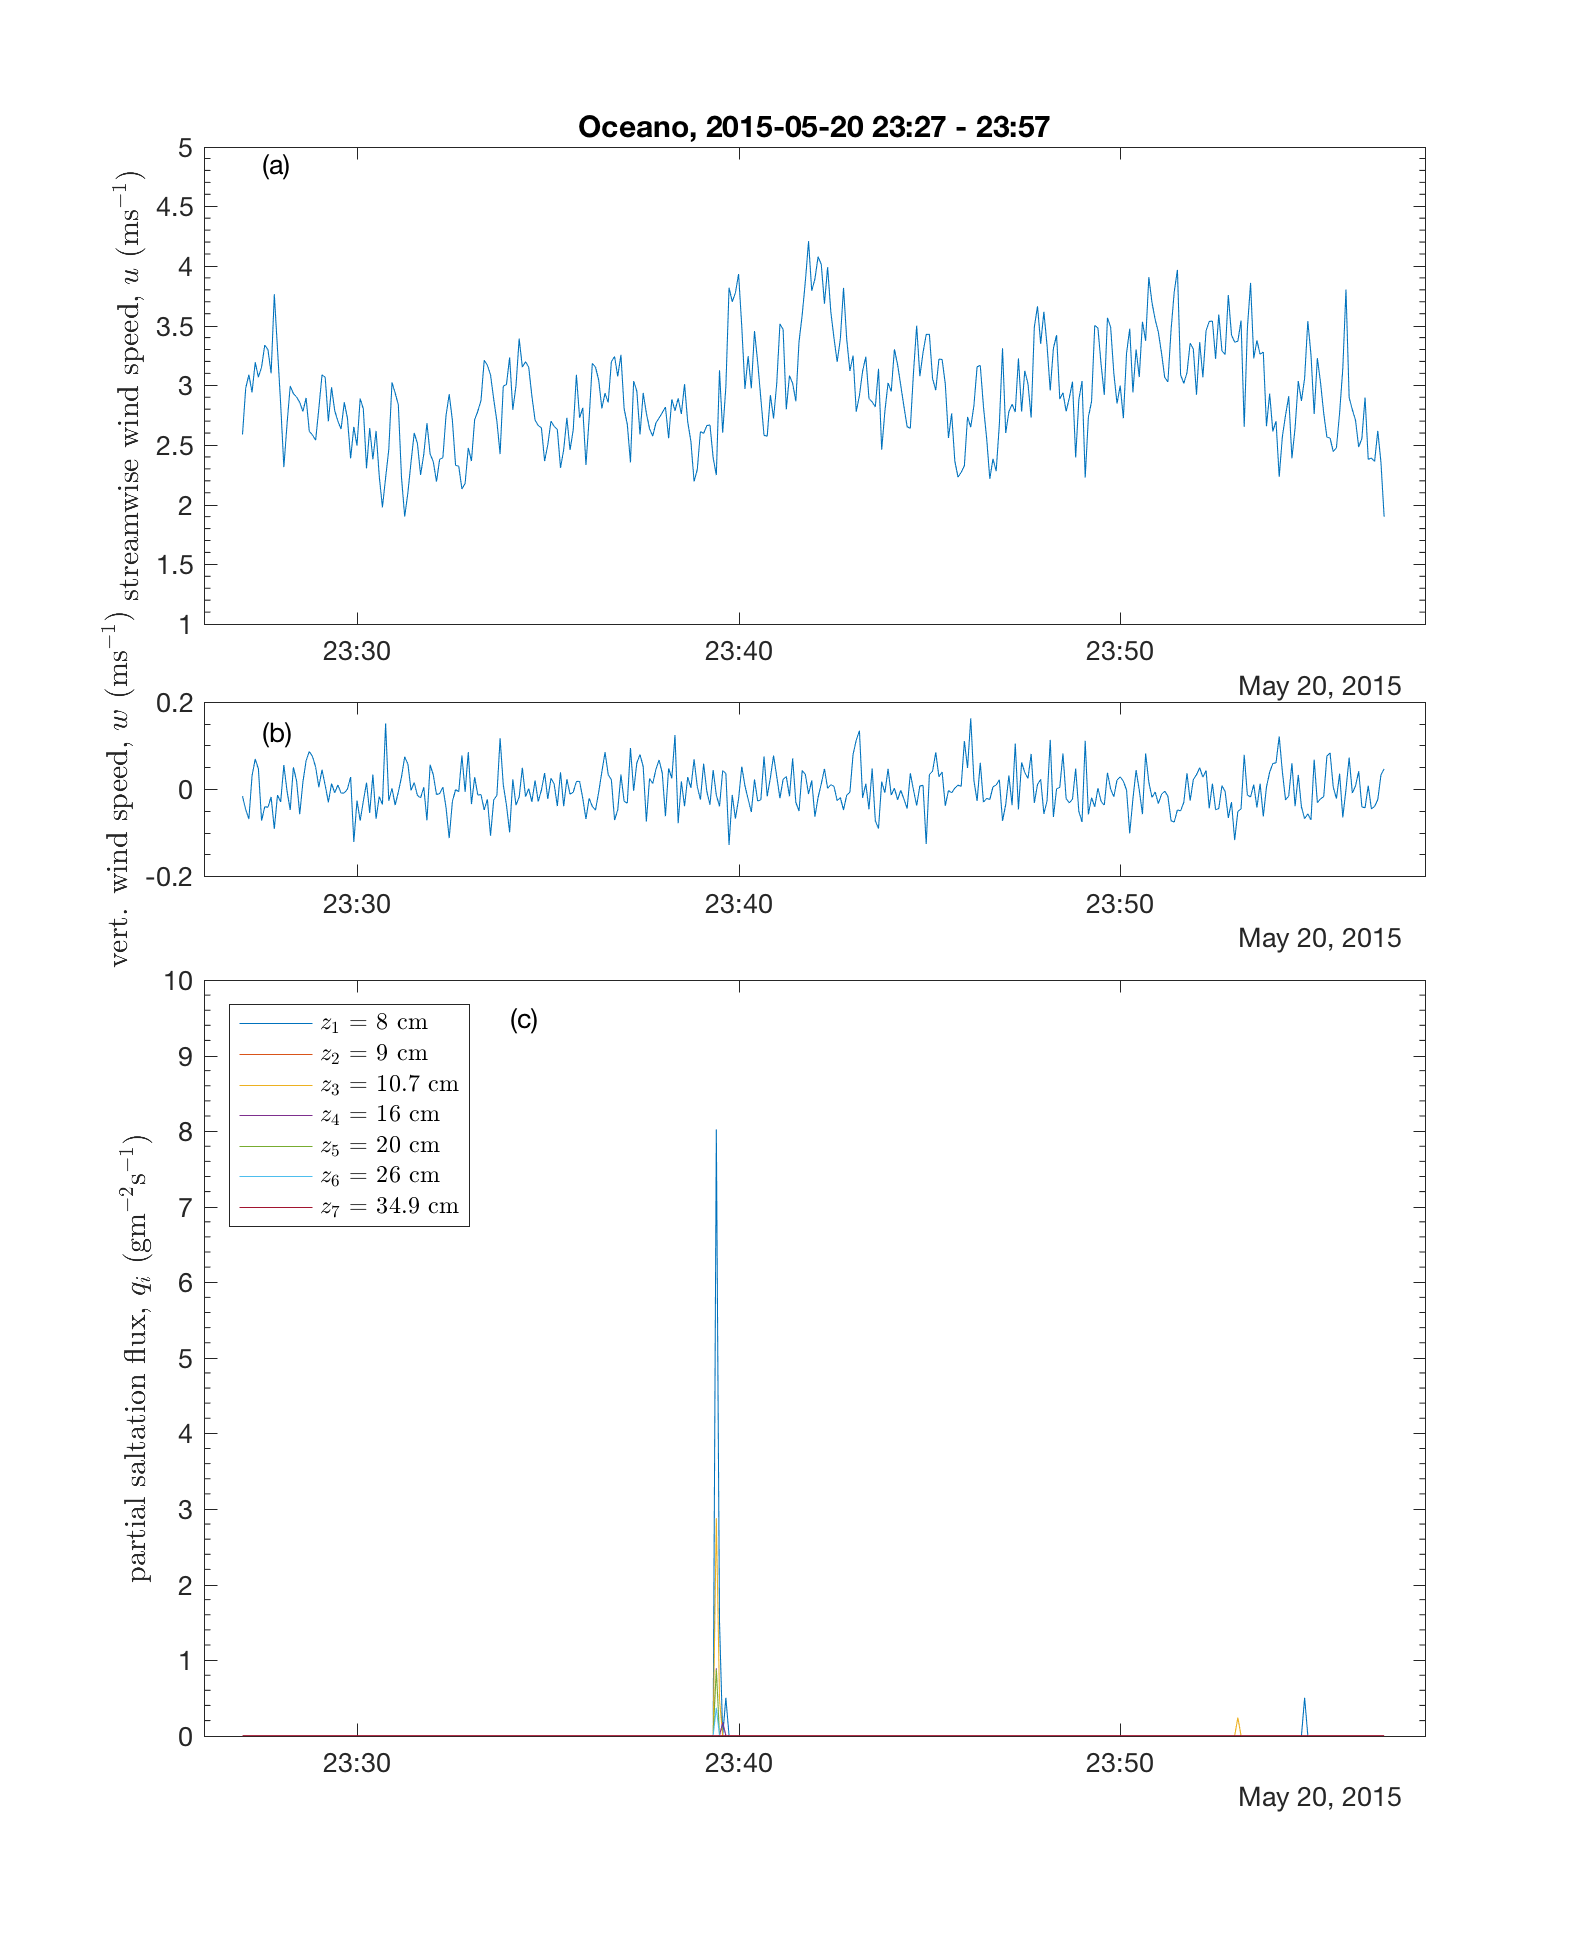 Oceano, 2015-05-20 23:27 - 23:57
(a)
streamwise wind speed, u (ms⁻¹)
5
4.5
4
3.5
3
2.5
2
1.5
1
23:30 23:40 23:50
May 20, 2015
(b)
vert. wind speed, w (ms⁻¹)
0.2
0
-0.2
23:30 23:40 23:50
May 20, 2015
(c)
partial saltation flux, qᵢ (gm⁻²s⁻¹)
10
9
8
7
6
5
4
3
2
1
0
z₁ = 8 cm
z₂ = 9 cm
z₃ = 10.7 cm
z₄ = 16 cm
z₅ = 20 cm
z₆ = 26 cm
z₇ = 34.9 cm
23:30 23:40 23:50
May 20, 2015